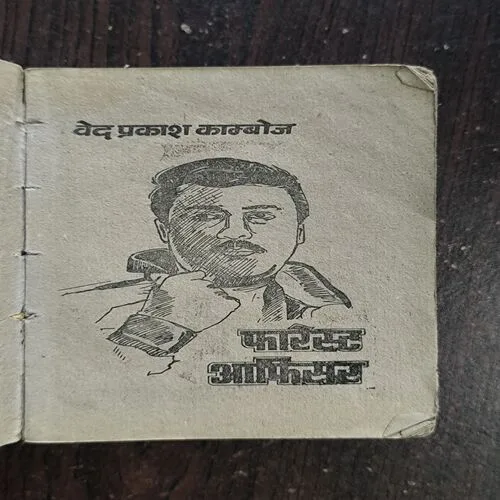 वेद प्रकाश काम्बोज
फारेस्ट
आफिसर